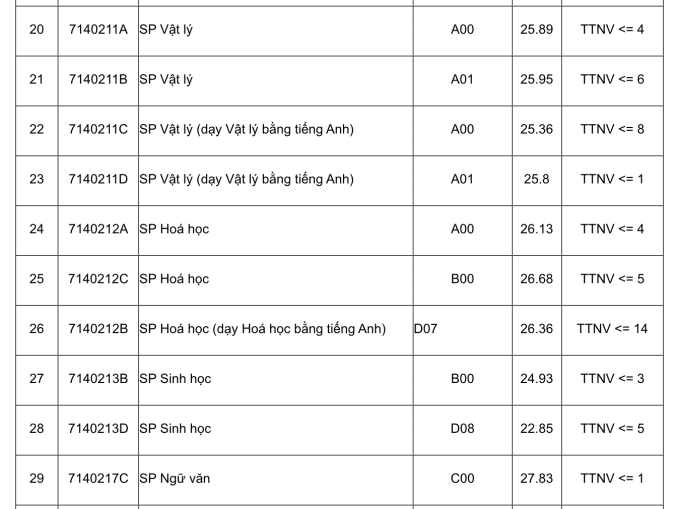 20 7140211A SP Vật lý A00 25.89 TTNV <= 4
21 7140211B SP Vật lý A01 25.95 TTNV <= 6
22 7140211C SP Vật lý (dạy Vật lý bằng tiếng Anh) A00 25.36 TTNV <= 8
23 7140211D SP Vật lý (dạy Vật lý bằng tiếng Anh) A01 25.8 TTNV <= 1
24 7140212A SP Hoá học A00 26.13 TTNV <= 4
25 7140212C SP Hoá học B00 26.68 TTNV <= 5
26 7140212B SP Hoá học (dạy Hoá học bằng tiếng Anh) D07 26.36 TTNV <= 14
27 7140213B SP Sinh học B00 24.93 TTNV <= 3
28 7140213D SP Sinh học D08 22.85 TTNV <= 5
29 7140217C SP Ngữ văn C00 27.83 TTNV <= 1